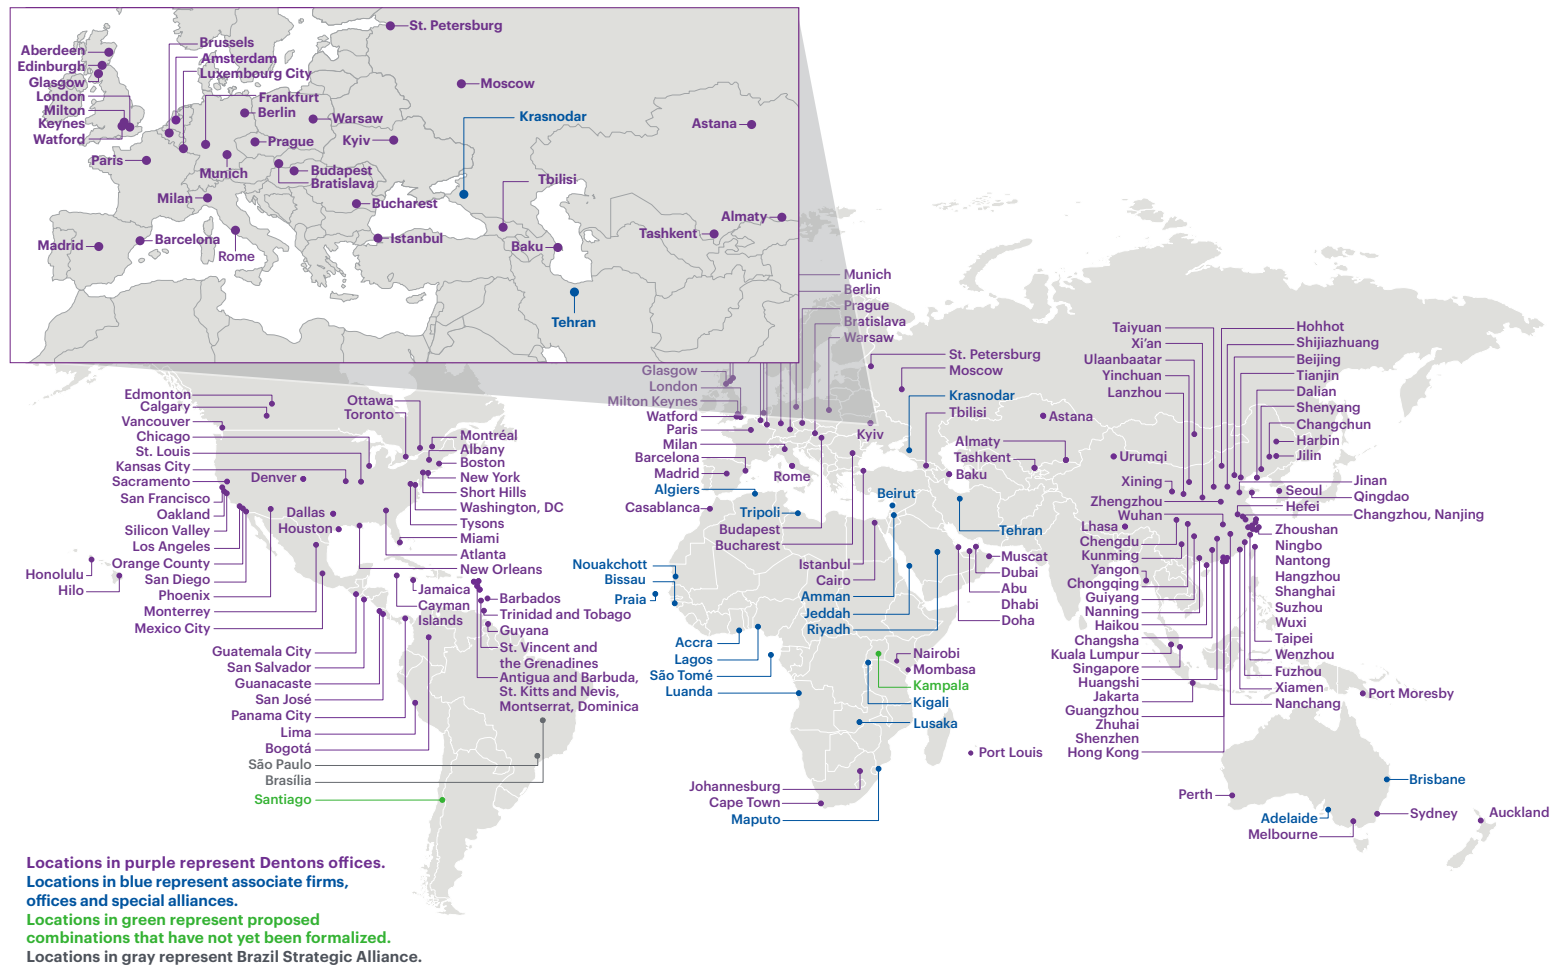 St. Petersburg
Moscow
Aberdeen
Edinburgh
Glasgow
London
Milton
Keynes
Watford
Brussels
Amsterdam
Luxembourg City
Frankfurt
Berlin
Warsaw
Prague
Kyiv
Krasnodar
Astana
Paris
Munich
Budapest
Bratislava
Milan
Bucharest
Tbilisi
Almaty
Tashkent
Madrid
Barcelona
Rome
Istanbul
Baku
Tehran
Munich
Berlin
Prague
Bratislava
Warsaw
Glasgow
London
Milton Keynes
Watford
Paris
Milan
Barcelona
Madrid
Algiers
Casablanca
Tripoli
Budapest
Bucharest
Rome
Kyiv
St. Petersburg
Moscow
Krasnodar
Tbilisi
Astana
Almaty
Tashkent
Baku
Beirut
Tehran
Istanbul
Cairo
Amman
Jeddah
Riyadh
Muscat
Dubai
Abu
Dhabi
Doha
Edmonton
Calgary
Vancouver
Chicago
St. Louis
Kansas City
Sacramento
San Francisco
Oakland
Silicon Valley
Los Angeles
Orange County
San Diego
Phoenix
Monterrey
Mexico City
Honolulu
Hilo
Denver
Dallas
Houston
Ottawa
Toronto
Montréal
Albany
Boston
New York
Short Hills
Washington, DC
Tysons
Miami
Atlanta
New Orleans
Jamaica
Cayman
Islands
Barbados
Trinidad and Tobago
Guyana
St. Vincent and
the Grenadines
Antigua and Barbuda,
St. Kitts and Nevis,
Montserrat, Dominica
Guatemala City
San Salvador
Guanacaste
San José
Panama City
Lima
Bogotá
São Paulo
Brasília
Santiago
Nouakchott
Bissau
Praia
Accra
Lagos
São Tomé
Luanda
Nairobi
Mombasa
Kampala
Kigali
Lusaka
Port Louis
Johannesburg
Cape Town
Maputo
Taiyuan
Xi'an
Ulaanbaatar
Yinchuan
Lanzhou
Urumqi
Xining
Zhengzhou
Wuhan
Lhasa
Chengdu
Kunming
Yangon
Chongqing
Guiyang
Nanning
Haikou
Changsha
Kuala Lumpur
Singapore
Huangshi
Jakarta
Guangzhou
Zhuhai
Shenzhen
Hong Kong
Hohhot
Shijiazhuang
Beijing
Tianjin
Dalian
Shenyang
Changchun
Harbin
Jilin
Jinan
Seoul
Qingdao
Hefei
Changzhou, Nanjing
Zhoushan
Ningbo
Nantong
Hangzhou
Shanghai
Suzhou
Wuxi
Taipei
Wenzhou
Fuzhou
Xiamen
Nanchang
Port Moresby
Perth
Brisbane
Adelaide
Melbourne
Sydney
Auckland
Locations in purple represent Dentons offices.
Locations in blue represent associate firms,
offices and special alliances.
Locations in green represent proposed
combinations that have not yet been formalized.
Locations in gray represent Brazil Strategic Alliance.